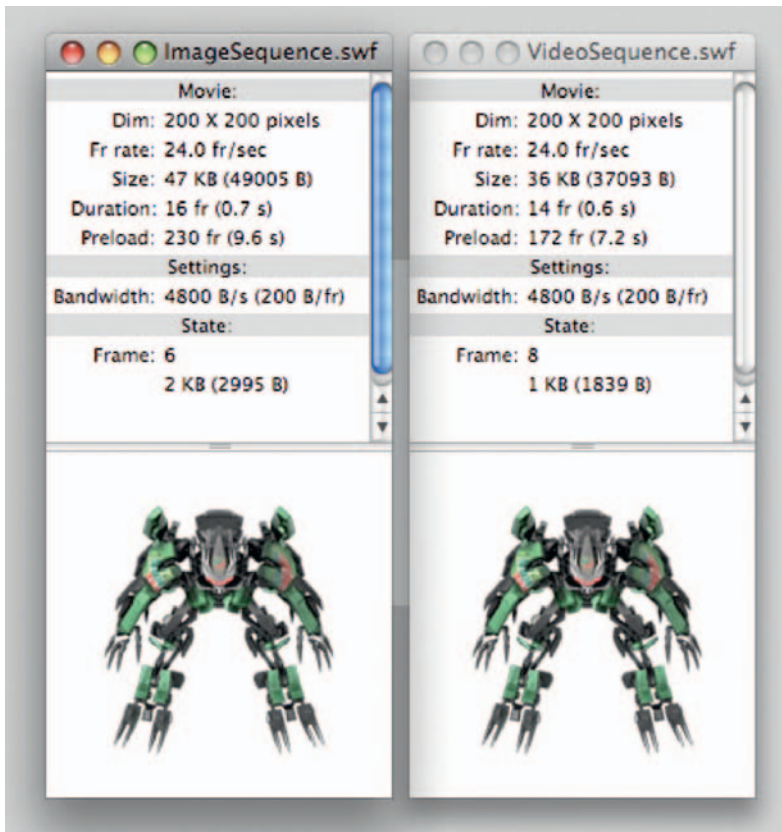 ImageSequence.swf
Movie:
Dim: 200 X 200 pixels
Fr rate: 24.0 fr/sec
Size: 47 KB (49005 B)
Duration: 16 fr (0.7 s)
Preload: 230 fr (9.6 s)
Settings:
Bandwidth: 4800 B/s (200 B/fr)
State:
Frame: 6
2 KB (2995 B)
VideoSequence.swf
Movie:
Dim: 200 X 200 pixels
Fr rate: 24.0 fr/sec
Size: 36 KB (37093 B)
Duration: 14 fr (0.6 s)
Preload: 172 fr (7.2 s)
Settings:
Bandwidth: 4800 B/s (200 B/fr)
State:
Frame: 8
1 KB (1839 B)